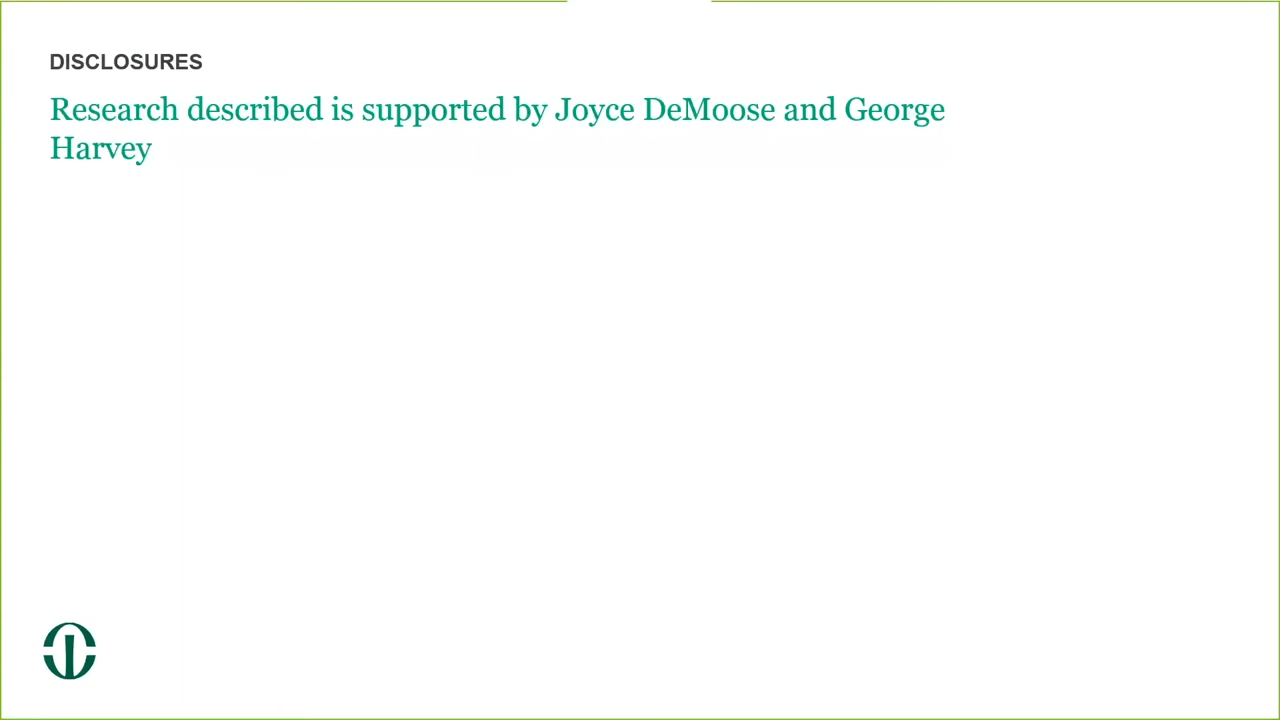 DISCLOSURES
Research described is supported by Joyce DeMoose and George
Harvey